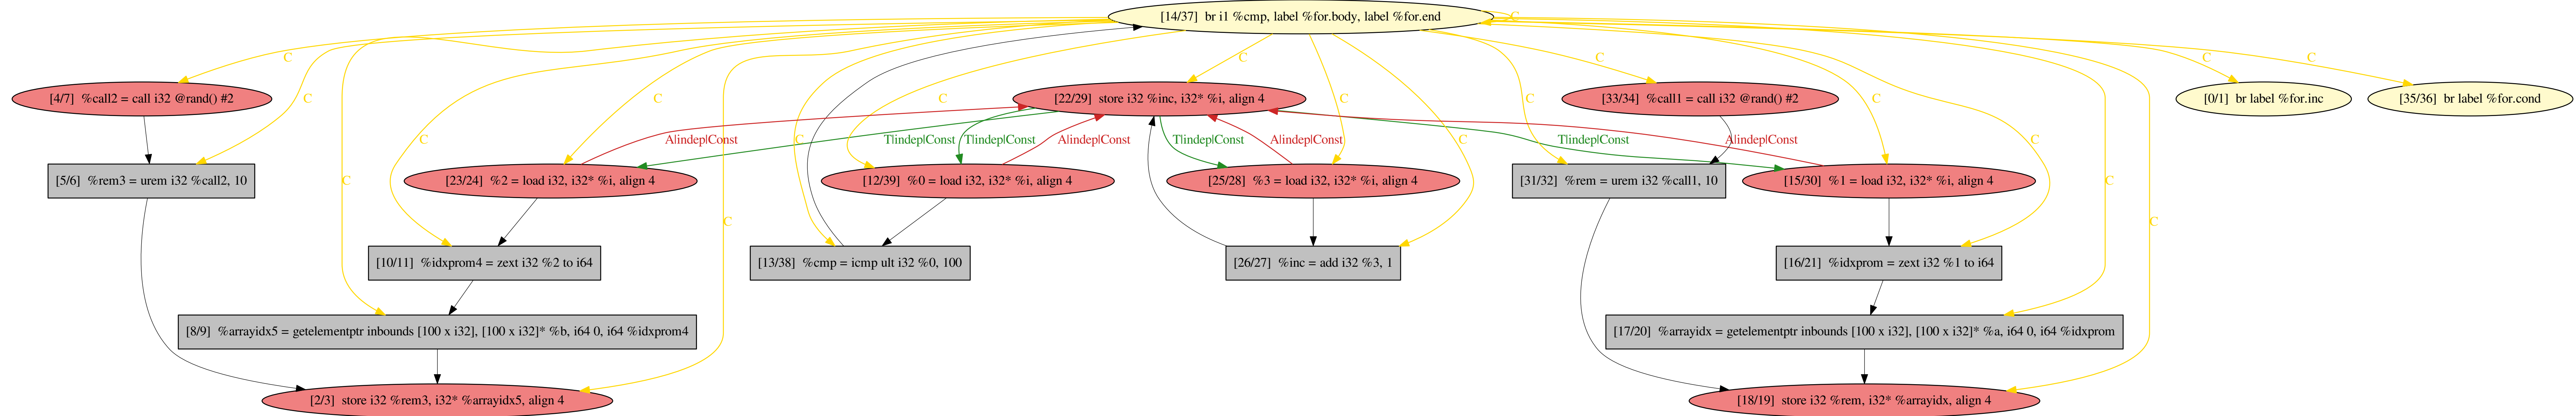 [14/37]  br i1 %cmp, label %for.body, label %for.end
C
C
C
C
C
C
[4/7]  %call2 = call i32 @rand() #2
C
C
C
[22/29]  store i32 %inc, i32* %i, align 4
C
C
[33/34]  %call1 = call i32 @rand() #2
C
[0/1]  br label %for.inc
[35/36]  br label %for.cond
A|indep|Const
T|indep|Const
T|indep|Const
A|indep|Const
T|indep|Const
A|indep|Const
T|indep|Const
A|indep|Const
C
C
C
C
C
[5/6]  %rem3 = urem i32 %call2, 10
C
[23/24]  %2 = load i32, i32* %i, align 4
[12/39]  %0 = load i32, i32* %i, align 4
[25/28]  %3 = load i32, i32* %i, align 4
[31/32]  %rem = urem i32 %call1, 10
[15/30]  %1 = load i32, i32* %i, align 4
C
C
C
[10/11]  %idxprom4 = zext i32 %2 to i64
[13/38]  %cmp = icmp ult i32 %0, 100
[26/27]  %inc = add i32 %3, 1
[16/21]  %idxprom = zext i32 %1 to i64
[8/9]  %arrayidx5 = getelementptr inbounds [100 x i32], [100 x i32]* %b, i64 0, i64 %idxprom4
[17/20]  %arrayidx = getelementptr inbounds [100 x i32], [100 x i32]* %a, i64 0, i64 %idxprom
[2/3]  store i32 %rem3, i32* %arrayidx5, align 4
[18/19]  store i32 %rem, i32* %arrayidx, align 4